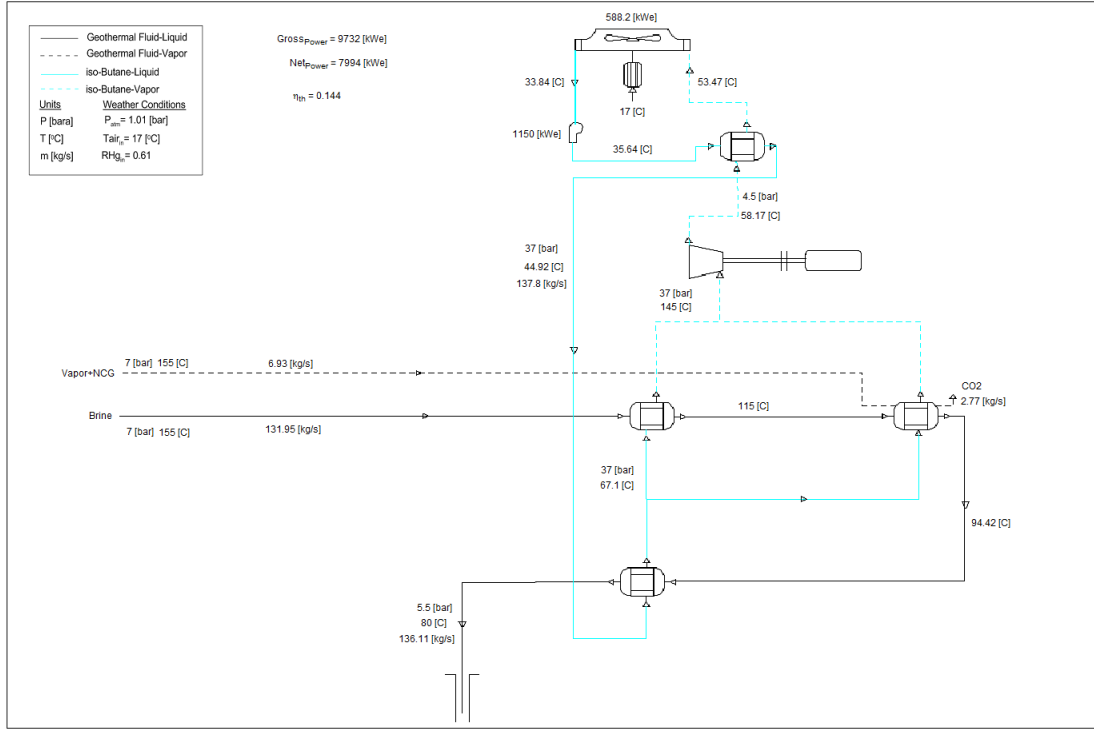 Geothermal Fluid-Liquid
Geothermal Fluid-Vapor
iso-Butane-Liquid
iso-Butane-Vapor
Units Weather Conditions
P [bara] Patm = 1.01 [bar]
T [ºC] Tair in = 17 [ºC]
m [kg/s] RHg in = 0.61
GrossPower = 9732 [kWe]
NetPower = 7994 [kWe]
ηth = 0.144
588.2 [kWe]
33.84 [C]
53.47 [C]
17 [C]
1150 [kWe]
35.64 [C]
4.5 [bar]
58.17 [C]
37 [bar]
44.92 [C]
137.8 [kg/s]
37 [bar]
145 [C]
Vapor+NCG
7 [bar] 155 [C]
6.93 [kg/s]
CO2
2.77 [kg/s]
Brine
7 [bar] 155 [C]
131.95 [kg/s]
115 [C]
37 [bar]
67.1 [C]
94.42 [C]
5.5 [bar]
80 [C]
136.11 [kg/s]